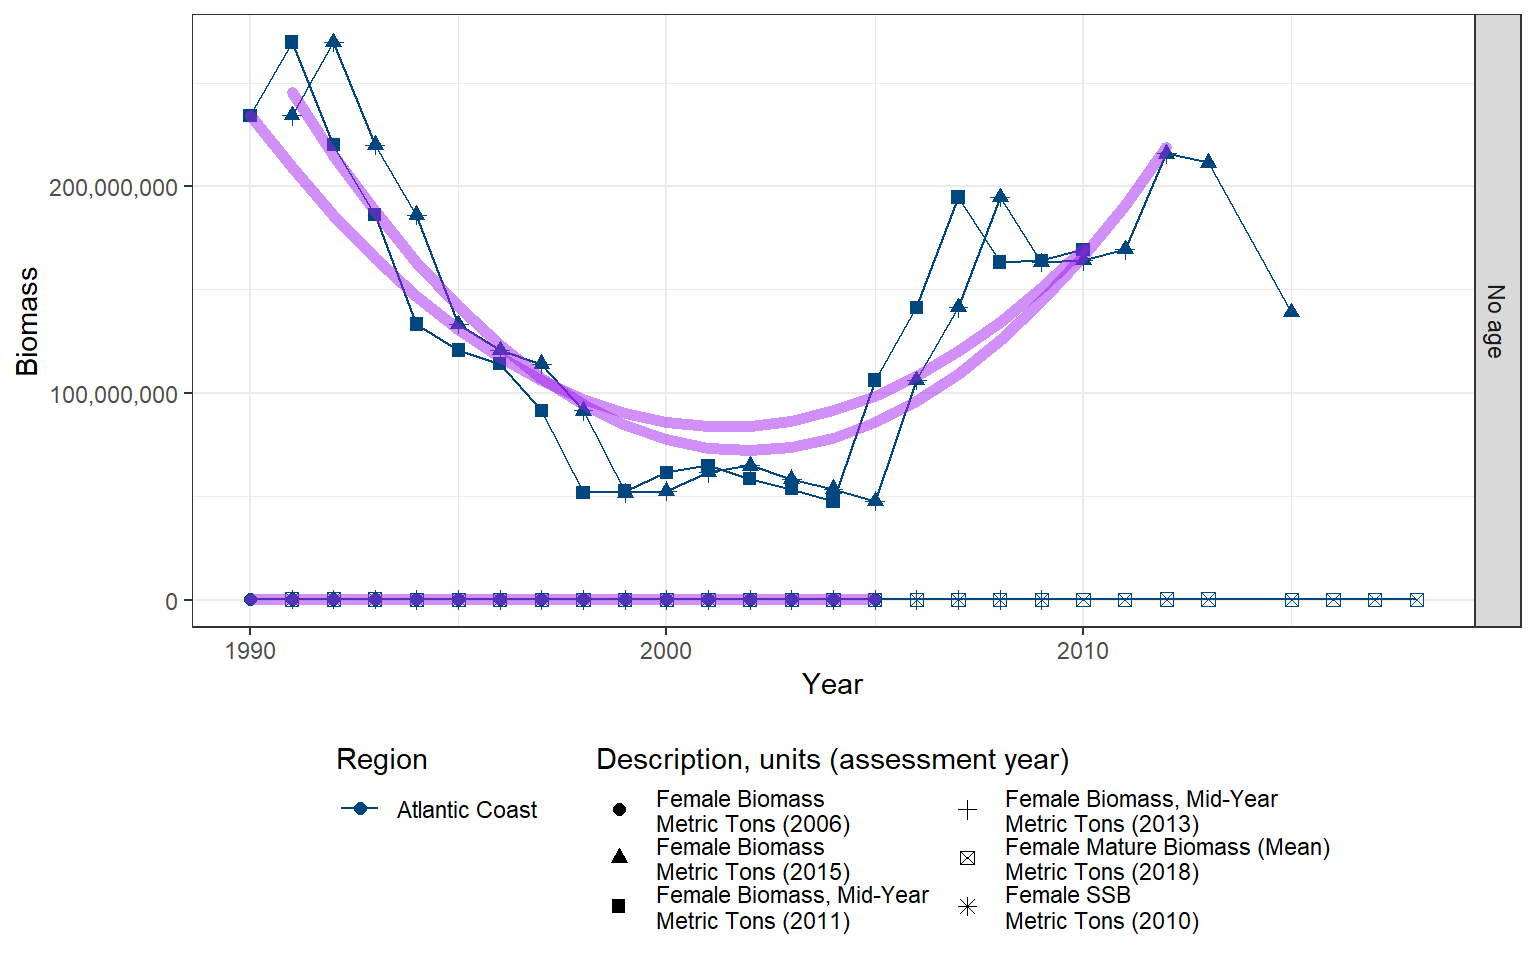 Biomass
200,000,000
100,000,000
0
1990
2000
2010
Year
No age
Region
Atlantic Coast
Description, units (assessment year)
Female Biomass
Metric Tons (2006)
Female Biomass
Metric Tons (2015)
Female Biomass, Mid-Year
Metric Tons (2011)
Female Biomass, Mid-Year
Metric Tons (2013)
Female Mature Biomass (Mean)
Metric Tons (2018)
Female SSB
Metric Tons (2010)